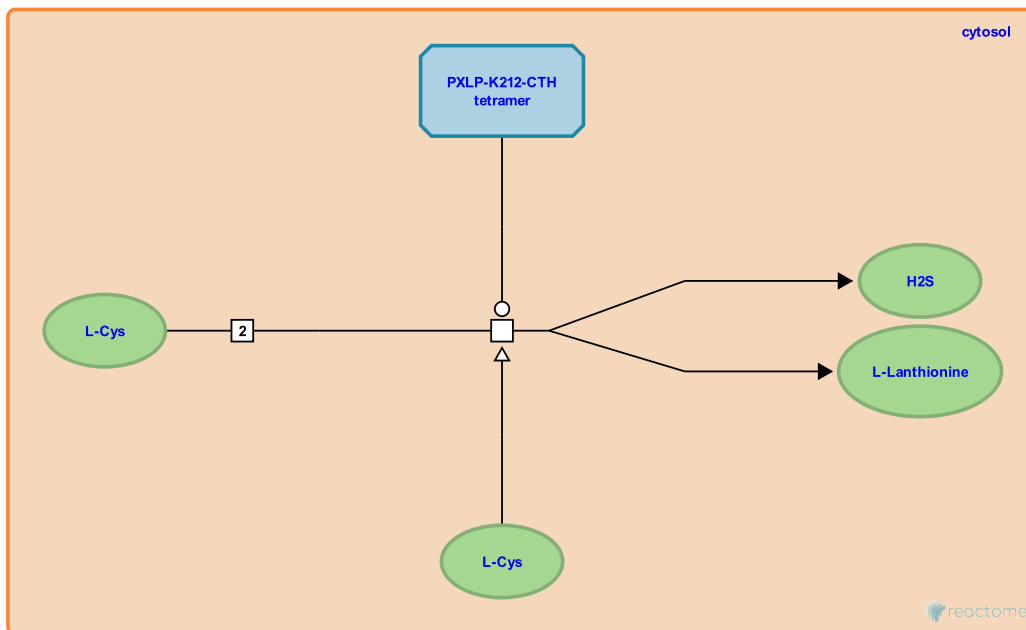 cytosol
PXLP-K212-CTH
tetramer
H2S
L-Cys
2
L-Lanthionine
L-Cys
reactome